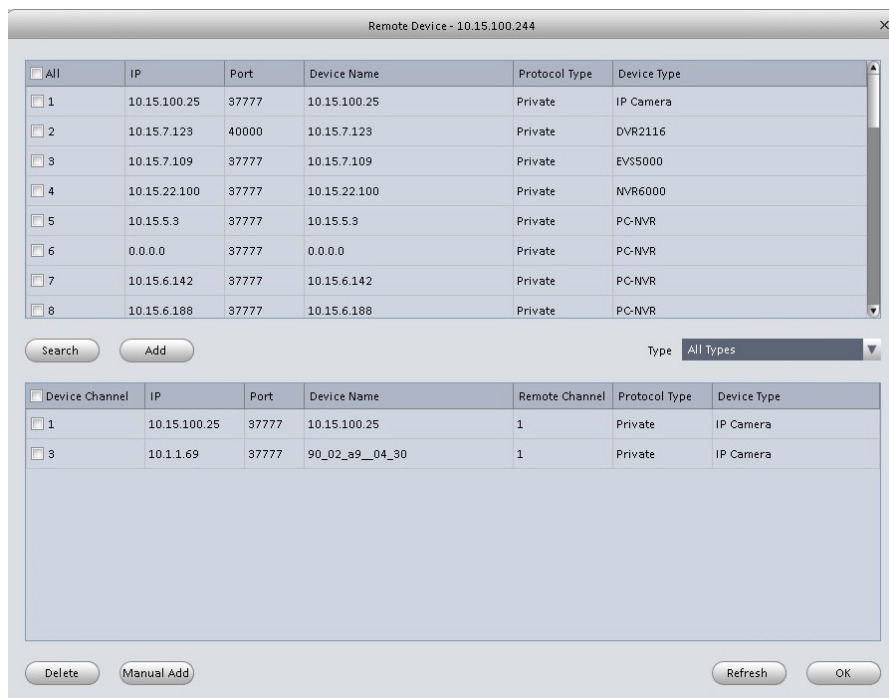 Remote Device - 10.15.100.244
All IP Port Device Name Protocol Type Device Type
1 10.15.100.25 37777 10.15.100.25 Private IP Camera
2 10.15.7.123 40000 10.15.7.123 Private DVR2116
3 10.15.7.109 37777 10.15.7.109 Private EVS5000
4 10.15.22.100 37777 10.15.22.100 Private NVR6000
5 10.15.5.3 37777 10.15.5.3 Private PC-NVR
6 0.0.0.0 37777 0.0.0.0 Private PC-NVR
7 10.15.6.142 37777 10.15.6.142 Private PC-NVR
8 10.15.6.188 37777 10.15.6.188 Private PC-NVR
Search Add Type All Types
Device Channel IP Port Device Name Remote Channel Protocol Type Device Type
1 10.15.100.25 37777 10.15.100.25 1 Private IP Camera
3 10.1.1.69 37777 90_02_a9__04_30 1 Private IP Camera
Delete Manual Add Refresh OK